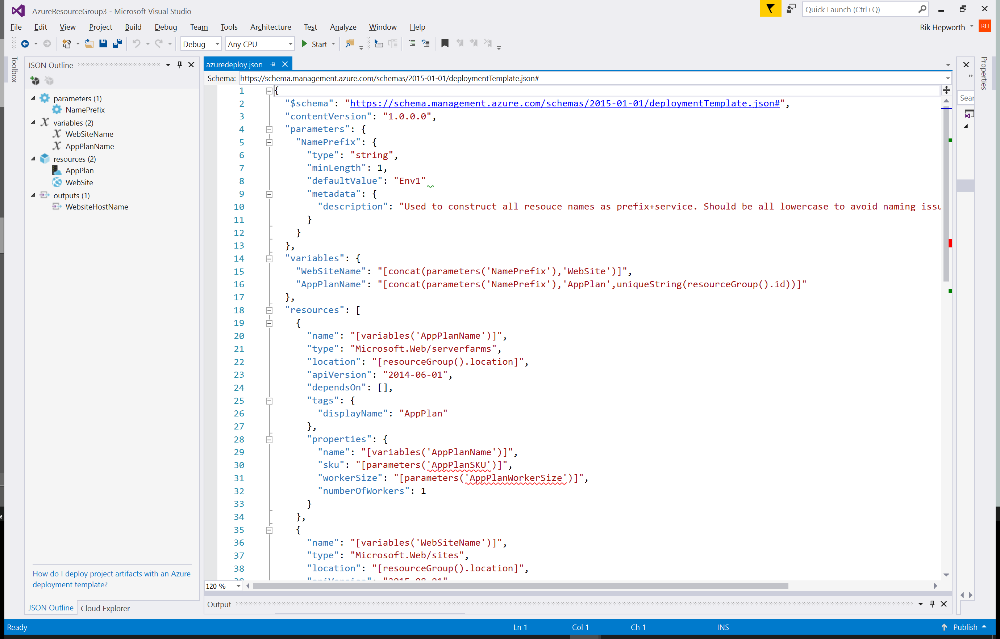 AzureResourceGroup3 - Microsoft Visual Studio
Quick Launch (Ctrl+Q)
File Edit View Project Build Debug Team Tools Architecture Test Analyze Window Help
Rik Hepworth RH
Debug Any CPU Start
Toolbox
JSON Outline
parameters (1)
NamePrefix
variables (2)
WebSiteName
AppPlanName
resources (2)
AppPlan
WebSite
outputs (1)
WebsiteHostName
How do I deploy project artifacts with an Azure
deployment template?
JSON Outline Cloud Explorer
azuredeploy.json
Schema: https://schema.management.azure.com/schemas/2015-01-01/deploymentTemplate.json#
1 {
2 "$schema": "https://schema.management.azure.com/schemas/2015-01-01/deploymentTemplate.json#",
3 "contentVersion": "1.0.0.0",
4 "parameters": {
5 "NamePrefix": {
6 "type": "string",
7 "minLength": 1,
8 "defaultValue": "Env1"
9 "metadata": {
10 "description": "Used to construct all resouce names as prefix+service. Should be all lowercase to avoid naming issu
11 }
12 }
13 },
14 "variables": {
15 "WebSiteName": "[concat(parameters('NamePrefix'),'WebSite')]",
16 "AppPlanName": "[concat(parameters('NamePrefix'),'AppPlan',uniqueString(resourceGroup().id))]"
17 },
18 "resources": [
19 {
20 "name": "[variables('AppPlanName')]",
21 "type": "Microsoft.Web/serverfarms",
22 "location": "[resourceGroup().location]",
23 "apiVersion": "2014-06-01",
24 "dependsOn": [],
25 "tags": {
26 "displayName": "AppPlan"
27 },
28 "properties": {
29 "name": "[variables('AppPlanName')]",
30 "sku": "[parameters('AppPlanSKU')]",
31 "workerSize": "[parameters('AppPlanWorkerSize')]",
32 "numberOfWorkers": 1
33 }
34 },
35 {
36 "name": "[variables('WebSiteName')]",
37 "type": "Microsoft.Web/sites",
38 "location": "[resourceGroup().location]",
39 "apiVersion": "2015-08-01"
120 %
Output
Properties
Sear
6
Ready Ln 1 Col 1 Ch 1 INS Publish